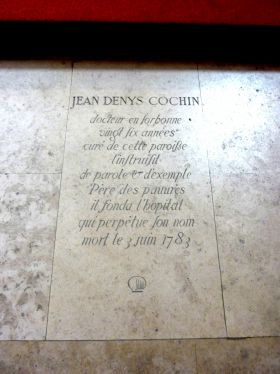 JEAN DENYS COCHIN
docteur en sorbonne
vingt six années
curé de cette paroisse
l'instruisit
de parole & d'exemple
Père des pauvres
il fonda l'hôpital
qui perpétue son nom
mort le 3 juin 1783